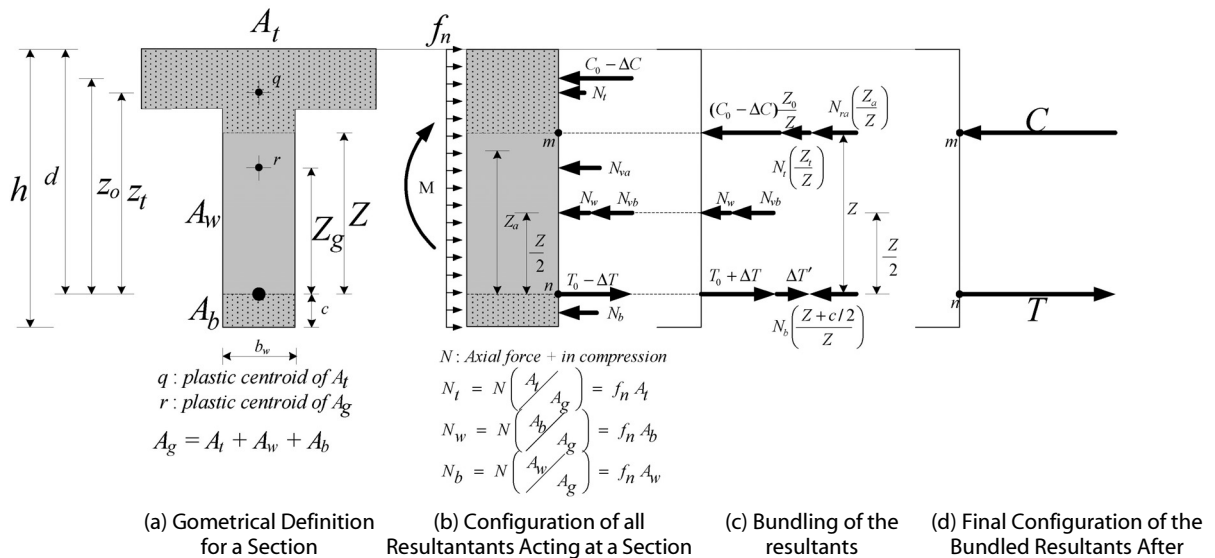 A_t
h
d
z_o
z_t
q
r
A_w
Z_g
Z
A_b
c
b_w
q : plastic centroid of A_t
r : plastic centroid of A_g
A_g = A_t + A_w + A_b
(a) Gometrical Definition
for a Section
f_n
M
C_0 − ΔC
N_t
m
N_va
N_w N_vb
Z_a
Z/2
T_0 − ΔT
n
N_b
N : Axial force + in compression
N_t = N (A_t / A_g) = f_n A_t
N_w = N (A_b / A_g) = f_n A_b
N_b = N (A_w / A_g) = f_n A_w
(b) Configuration of all
Resultantants Acting at a Section
(C_0 − ΔC) Z_0/Z
N_ra (Z_a/Z)
N_t (Z_t/Z)
Z
N_w N_vb
Z/2
T_0 + ΔT ΔT'
N_b (Z + c/2 / Z)
(c) Bundling of the
resultants
C
m
n
T
(d) Final Configuration of the
Bundled Resultants After